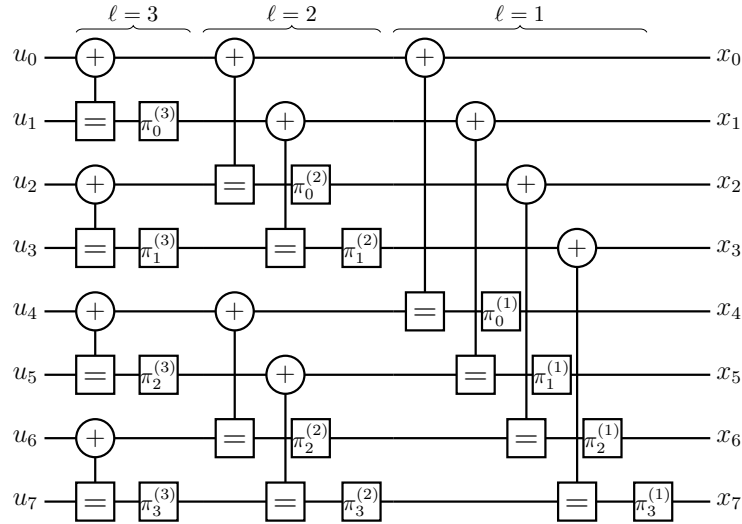 ℓ = 3 ℓ = 2 ℓ = 1
u₀ + + + x₀
u₁ = π₀⁽³⁾ + + x₁
u₂ + = π₀⁽²⁾ + x₂
u₃ = π₁⁽³⁾ = π₁⁽²⁾ + x₃
u₄ + + = π₀⁽¹⁾ x₄
u₅ = π₂⁽³⁾ + = π₁⁽¹⁾ x₅
u₆ + = π₂⁽²⁾ = π₂⁽¹⁾ x₆
u₇ = π₃⁽³⁾ = π₃⁽²⁾ = π₃⁽¹⁾ x₇